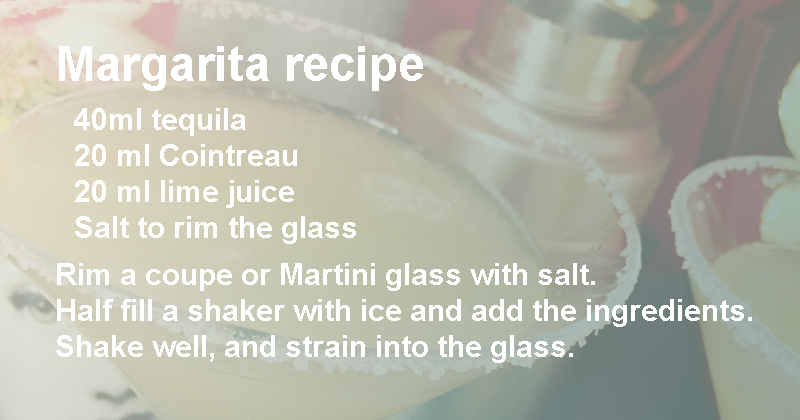 Margarita recipe
40ml tequila
20 ml Cointreau
20 ml lime juice
Salt to rim the glass
Rim a coupe or Martini glass with salt.
Half fill a shaker with ice and add the ingredients.
Shake well, and strain into the glass.